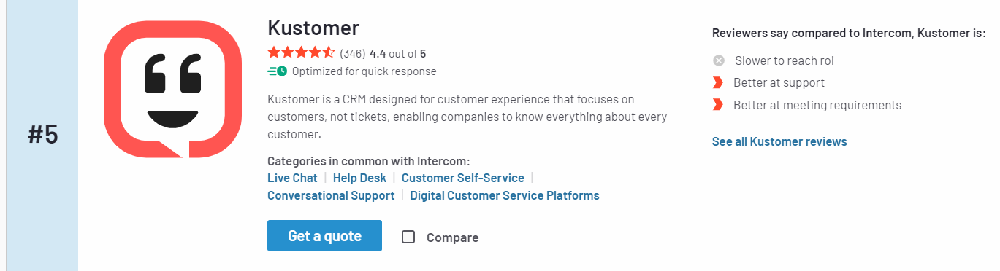 #5
Kustomer
(346) 4.4 out of 5
Optimized for quick response
Kustomer is a CRM designed for customer experience that focuses on
customers, not tickets, enabling companies to know everything about every
customer.
Categories in common with Intercom:
Live Chat | Help Desk | Customer Self-Service |
Conversational Support | Digital Customer Service Platforms
Get a quote
Compare
Reviewers say compared to Intercom, Kustomer is:
Slower to reach roi
Better at support
Better at meeting requirements
See all Kustomer reviews